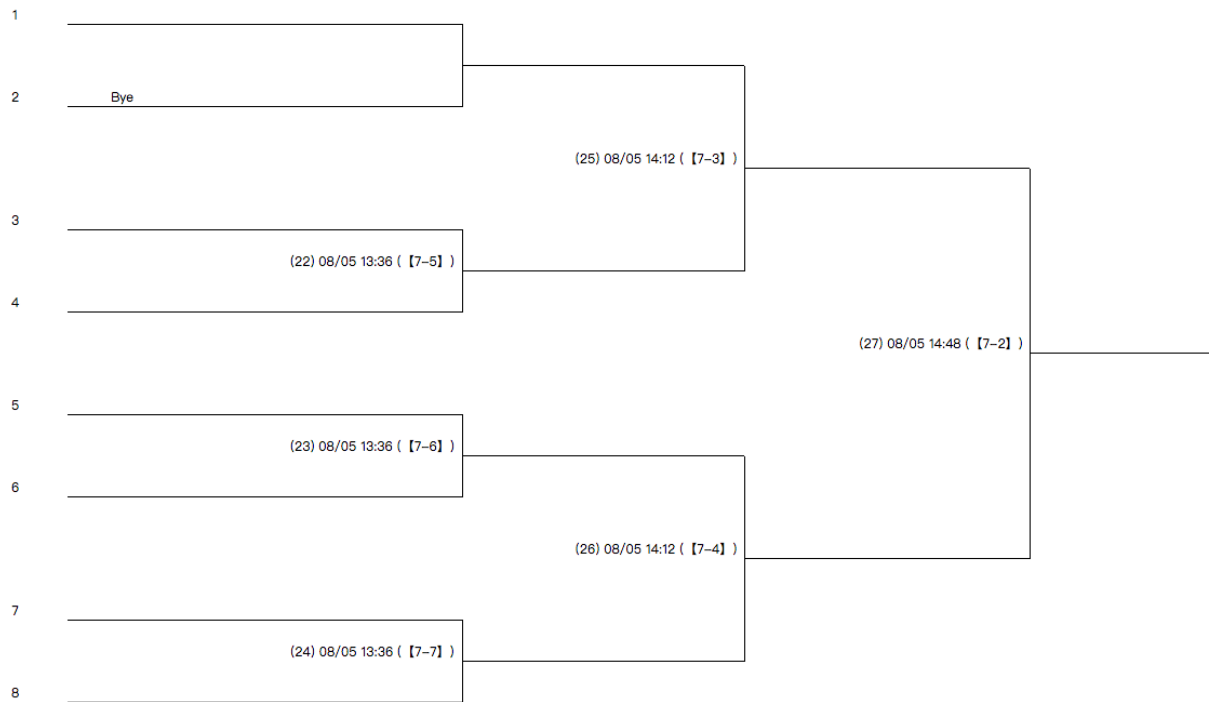 1
2 Bye
(25) 08/05 14:12 (【7-3】)
3
(22) 08/05 13:36 (【7-5】)
4
(27) 08/05 14:48 (【7-2】)
5
(23) 08/05 13:36 (【7-6】)
6
(26) 08/05 14:12 (【7-4】)
7
(24) 08/05 13:36 (【7-7】)
8